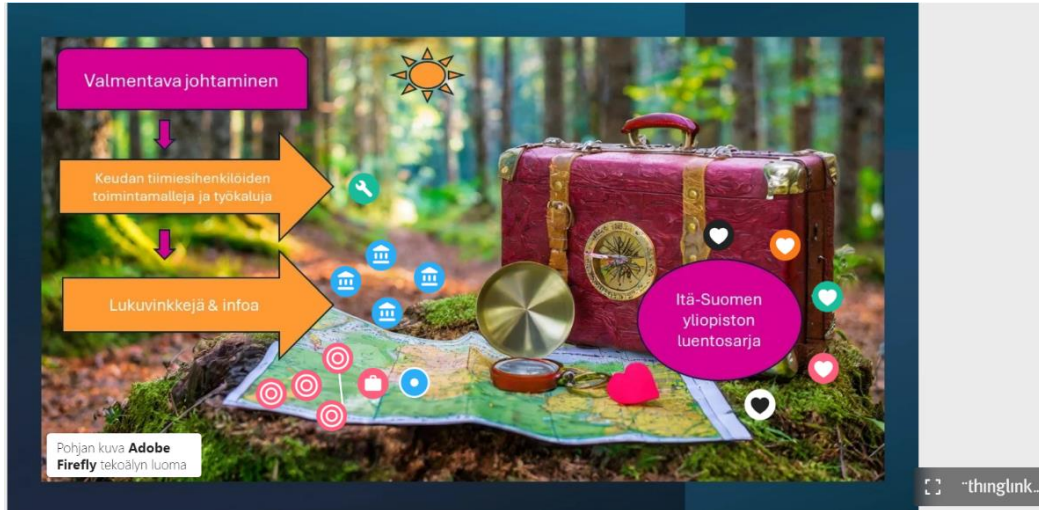 Valmentava johtaminen
Keudan tiimiesihenkilöiden
toimintamalleja ja työkaluja
Lukuvinkkejä & infoa
Itä-Suomen
yliopiston
luentosarja
Pohjan kuva Adobe
Firefly tekoälyn luoma
thinglink..